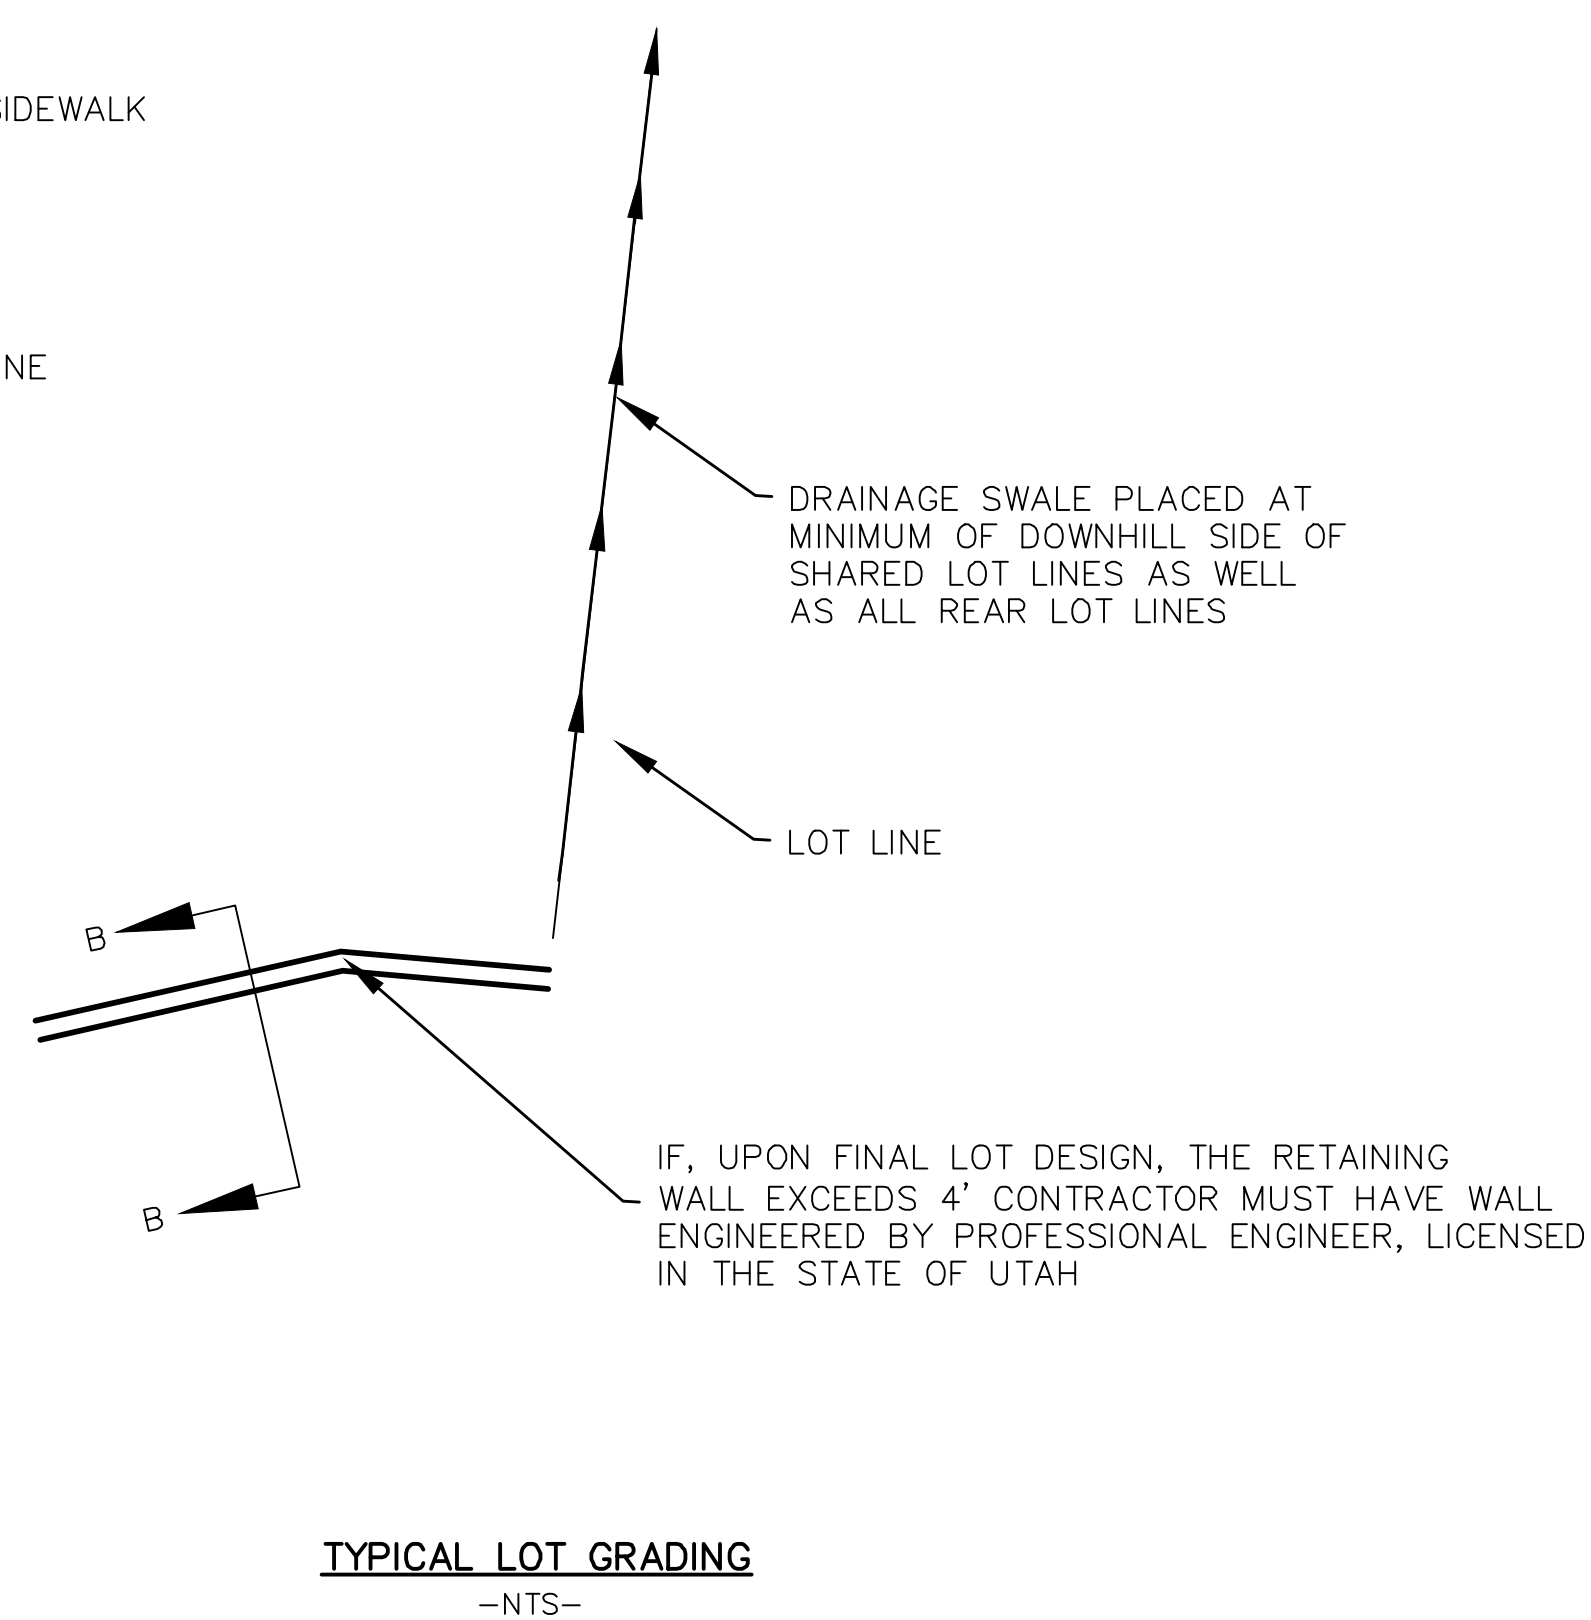 SIDEWALK
NE
DRAINAGE SWALE PLACED AT
MINIMUM OF DOWNHILL SIDE OF
SHARED LOT LINES AS WELL
AS ALL REAR LOT LINES
LOT LINE
B
B
IF, UPON FINAL LOT DESIGN, THE RETAINING
WALL EXCEEDS 4' CONTRACTOR MUST HAVE WALL
ENGINEERED BY PROFESSIONAL ENGINEER, LICENSED
IN THE STATE OF UTAH
TYPICAL LOT GRADING
-NTS-